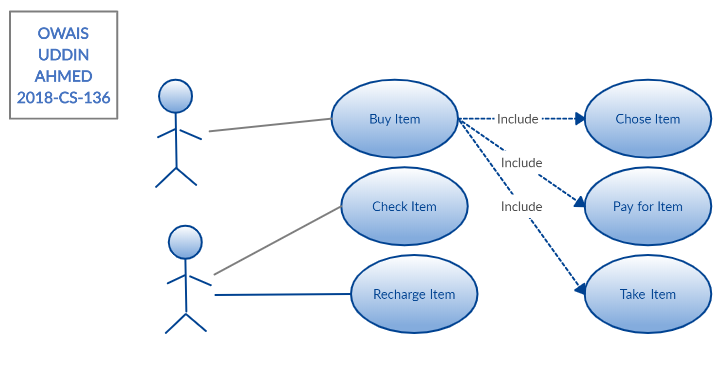 OWAIS
UDDIN
AHMED
2018-CS-136
Buy Item
Include
Chose Item
Include
Check Item
Include
Pay for Item
Recharge Item
Take Item